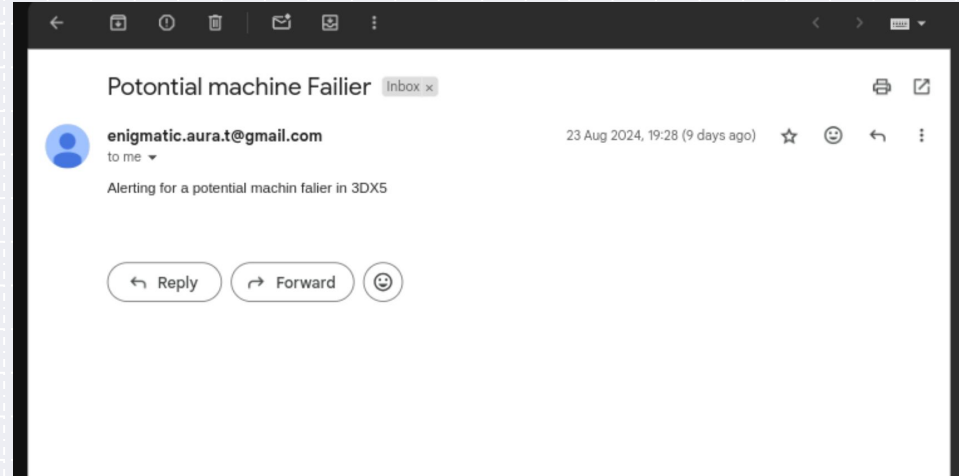 Potontial machine Failier Inbox ×
enigmatic.aura.t@gmail.com 23 Aug 2024, 19:28 (9 days ago)
to me
Alerting for a potential machin falier in 3DX5
Reply Forward